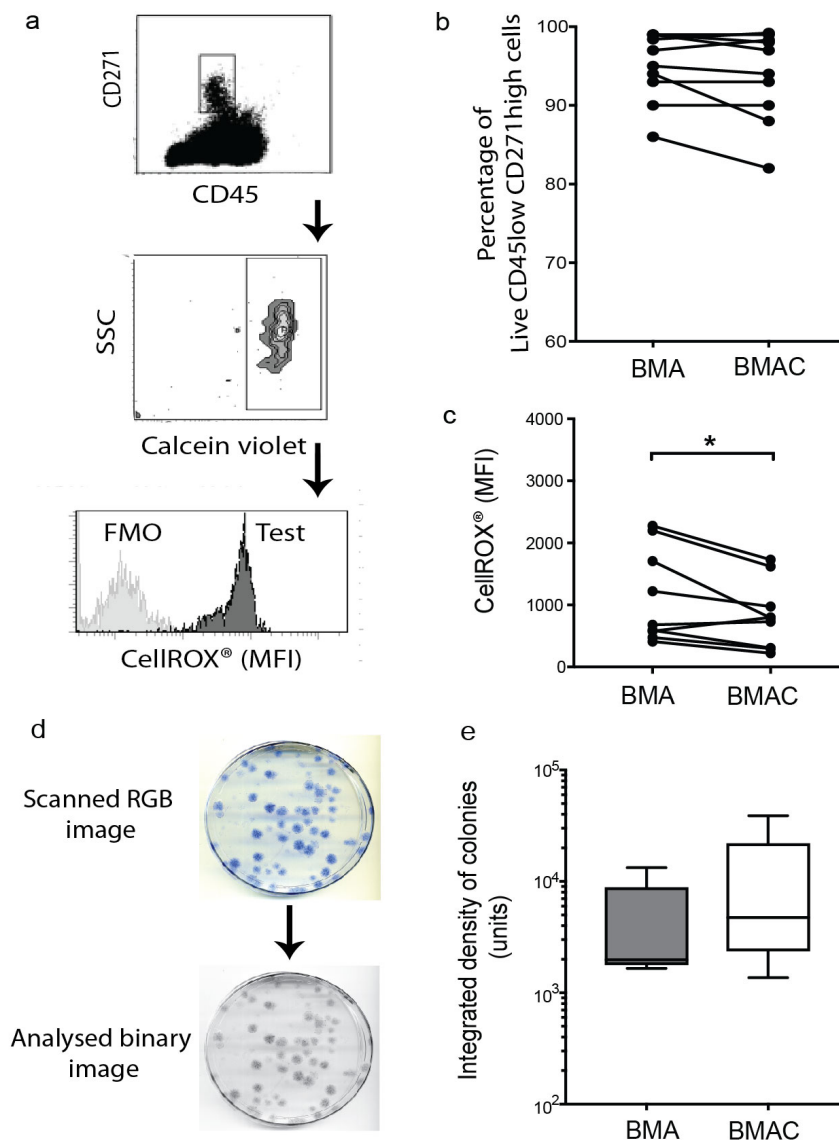 a
CD271
CD45
SSC
Calcein violet
FMO
Test
CellROX® (MFI)
b
Percentage of
Live CD45low CD271high cells
100
90
80
70
60
BMA
BMAC
c
CellROX® (MFI)
4000
3000
2000
1000
0
*
BMA
BMAC
d
Scanned RGB
image
Analysed binary
image
e
Integrated density of colonies
(units)
10⁵
10⁴
10³
10²
BMA
BMAC